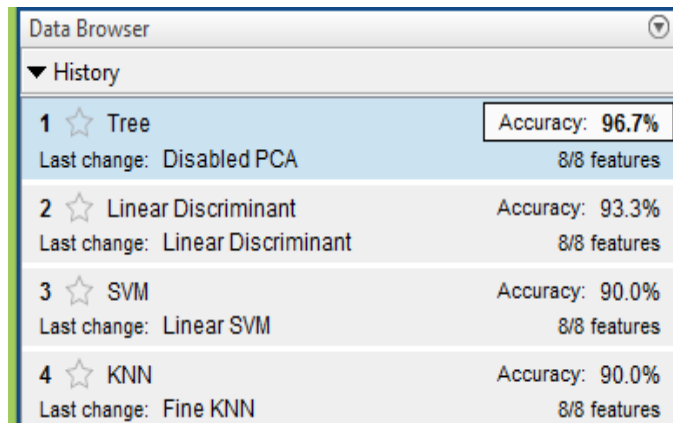 Data Browser
▼ History
1 ☆ Tree Accuracy: 96.7%
Last change: Disabled PCA 8/8 features
2 ☆ Linear Discriminant Accuracy: 93.3%
Last change: Linear Discriminant 8/8 features
3 ☆ SVM Accuracy: 90.0%
Last change: Linear SVM 8/8 features
4 ☆ KNN Accuracy: 90.0%
Last change: Fine KNN 8/8 features